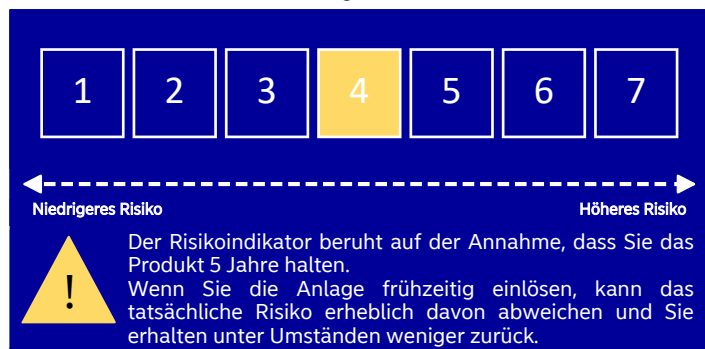 1 2 3 4 5 6 7
Niedrigeres Risiko Höheres Risiko
Der Risikoindikator beruht auf der Annahme, dass Sie das
Produkt 5 Jahre halten.
! Wenn Sie die Anlage frühzeitig einlösen, kann das
tatsächliche Risiko erheblich davon abweichen und Sie
erhalten unter Umständen weniger zurück.